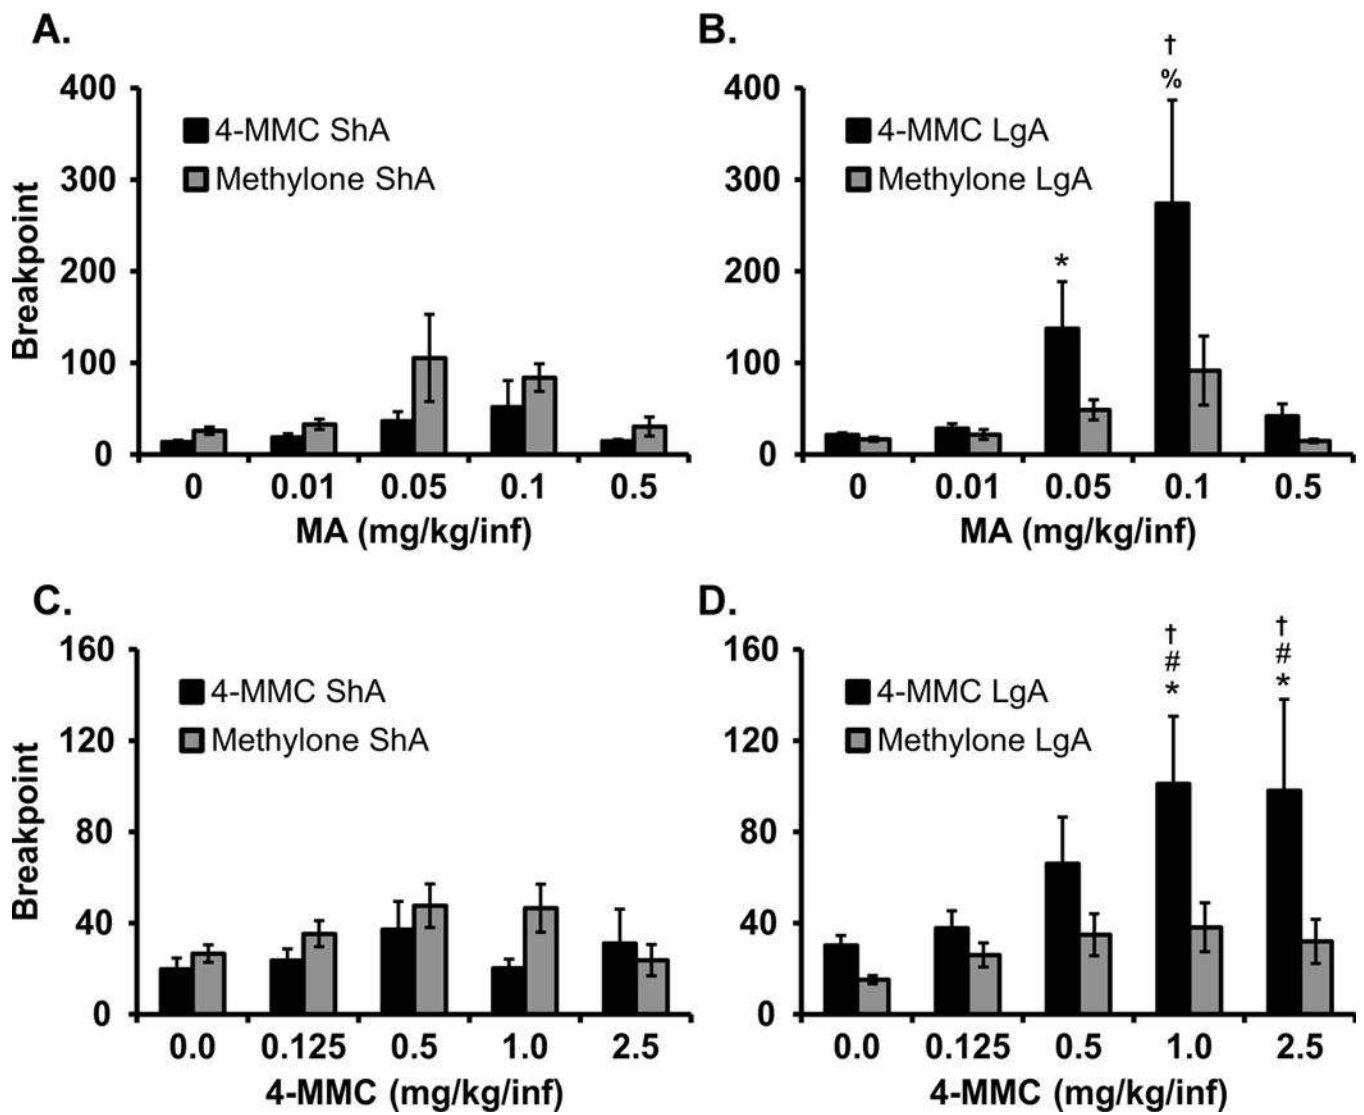 A.
Breakpoint
400
300
200
100
0
4-MMC ShA
Methylone ShA
0 0.01 0.05 0.1 0.5
MA (mg/kg/inf)
B.
400
300
200
100
0
4-MMC LgA
Methylone LgA
*
†
%
0 0.01 0.05 0.1 0.5
MA (mg/kg/inf)
C.
Breakpoint
160
120
80
40
0
4-MMC ShA
Methylone ShA
0.0 0.125 0.5 1.0 2.5
4-MMC (mg/kg/inf)
D.
160
120
80
40
0
4-MMC LgA
Methylone LgA
† †
# #
* *
0.0 0.125 0.5 1.0 2.5
4-MMC (mg/kg/inf)